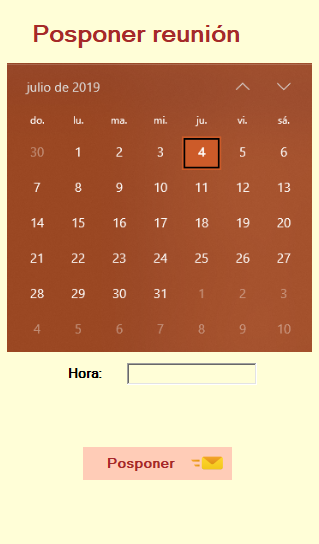 Posponer reunión
julio de 2019
do. lu. ma. mi. ju. vi. sá.
30 1 2 3 4 5 6
7 8 9 10 11 12 13
14 15 16 17 18 19 20
21 22 23 24 25 26 27
28 29 30 31 1 2 3
4 5 6 7 8 9 10
Hora:
Posponer